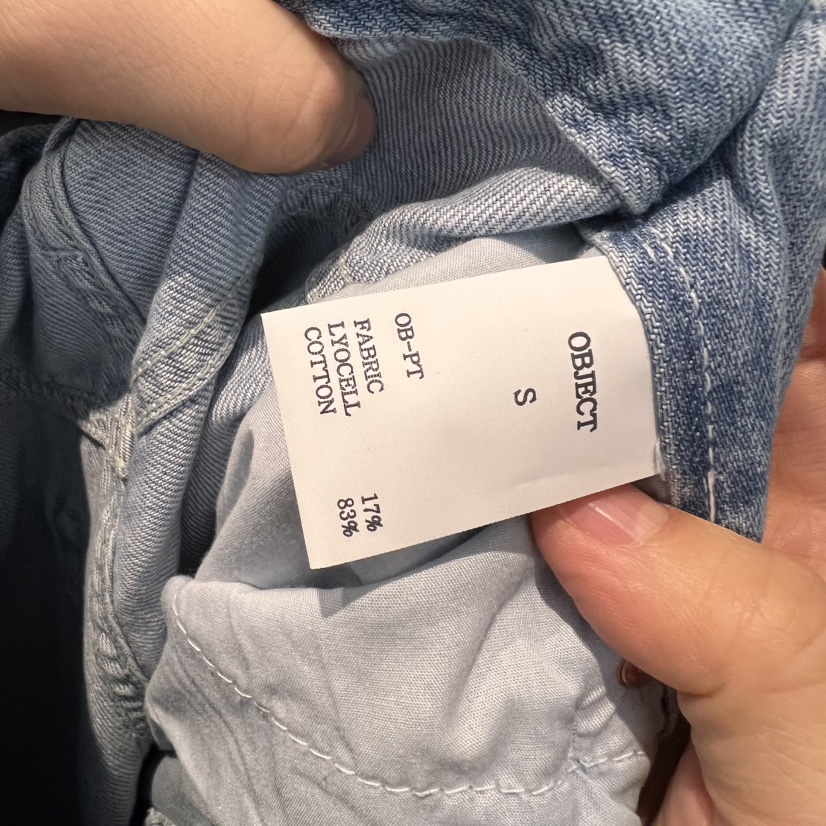 OBJECT
S
OB-PT
FABRIC
LYOCELL 17%
COTTON 83%